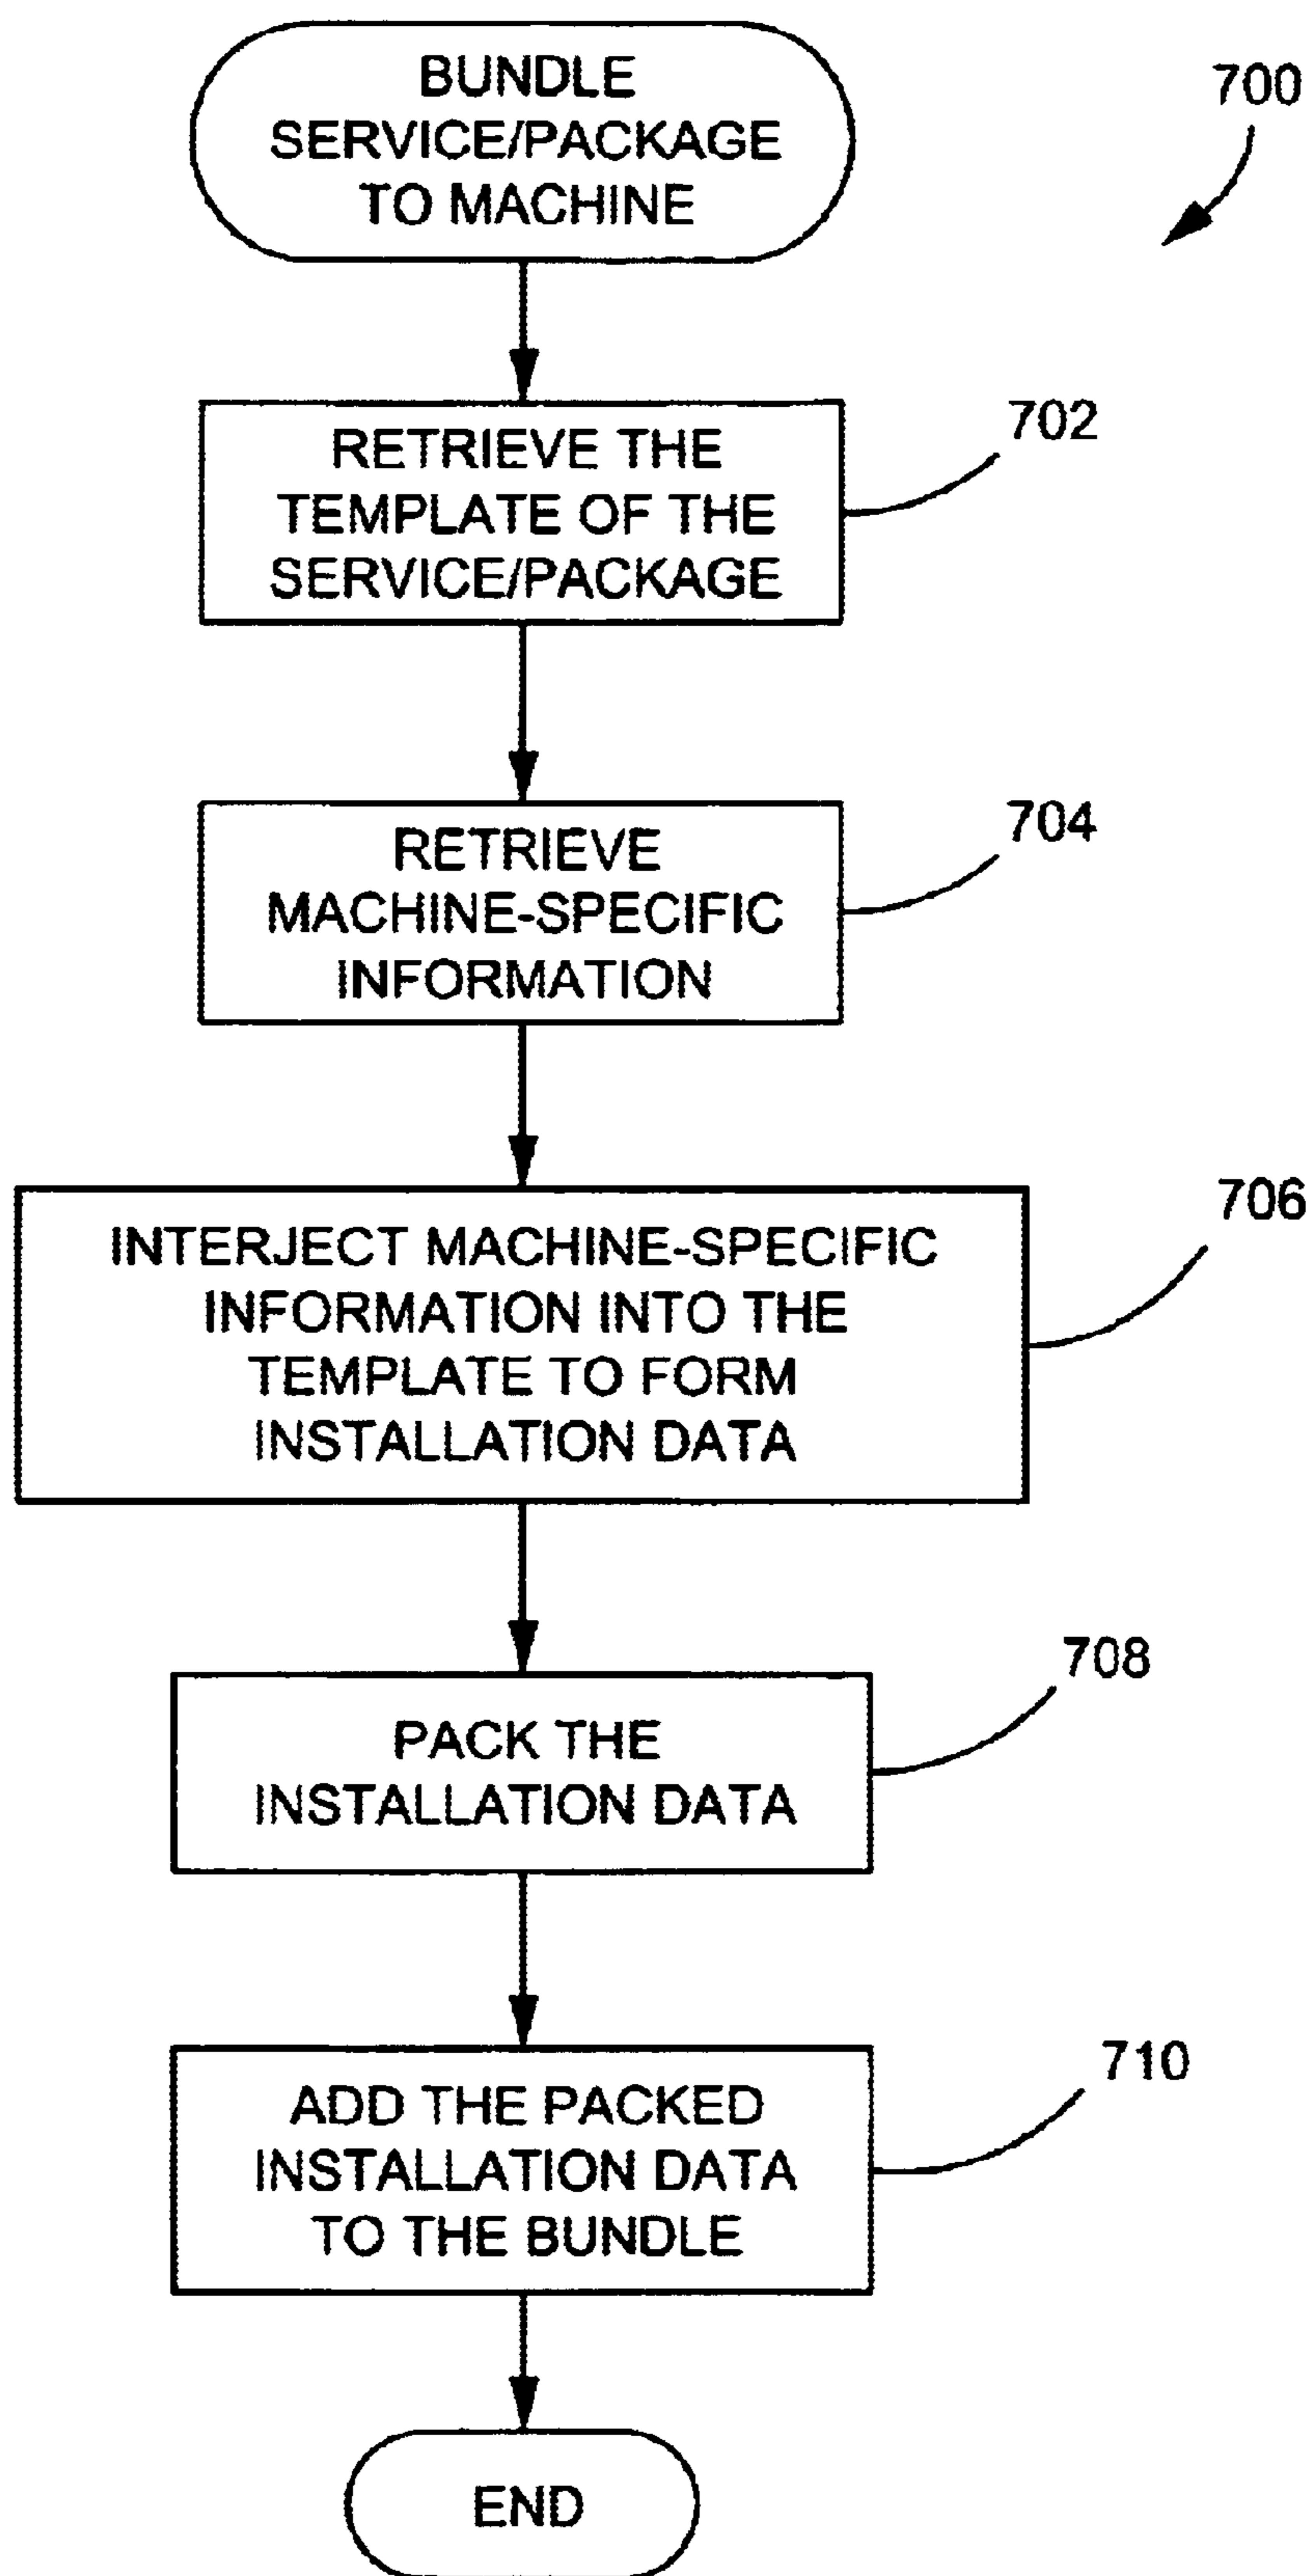 BUNDLE
SERVICE/PACKAGE
TO MACHINE
700
RETRIEVE THE
TEMPLATE OF THE
SERVICE/PACKAGE
702
RETRIEVE
MACHINE-SPECIFIC
INFORMATION
704
INTERJECT MACHINE-SPECIFIC
INFORMATION INTO THE
TEMPLATE TO FORM
INSTALLATION DATA
706
PACK THE
INSTALLATION DATA
708
ADD THE PACKED
INSTALLATION DATA
TO THE BUNDLE
710
END